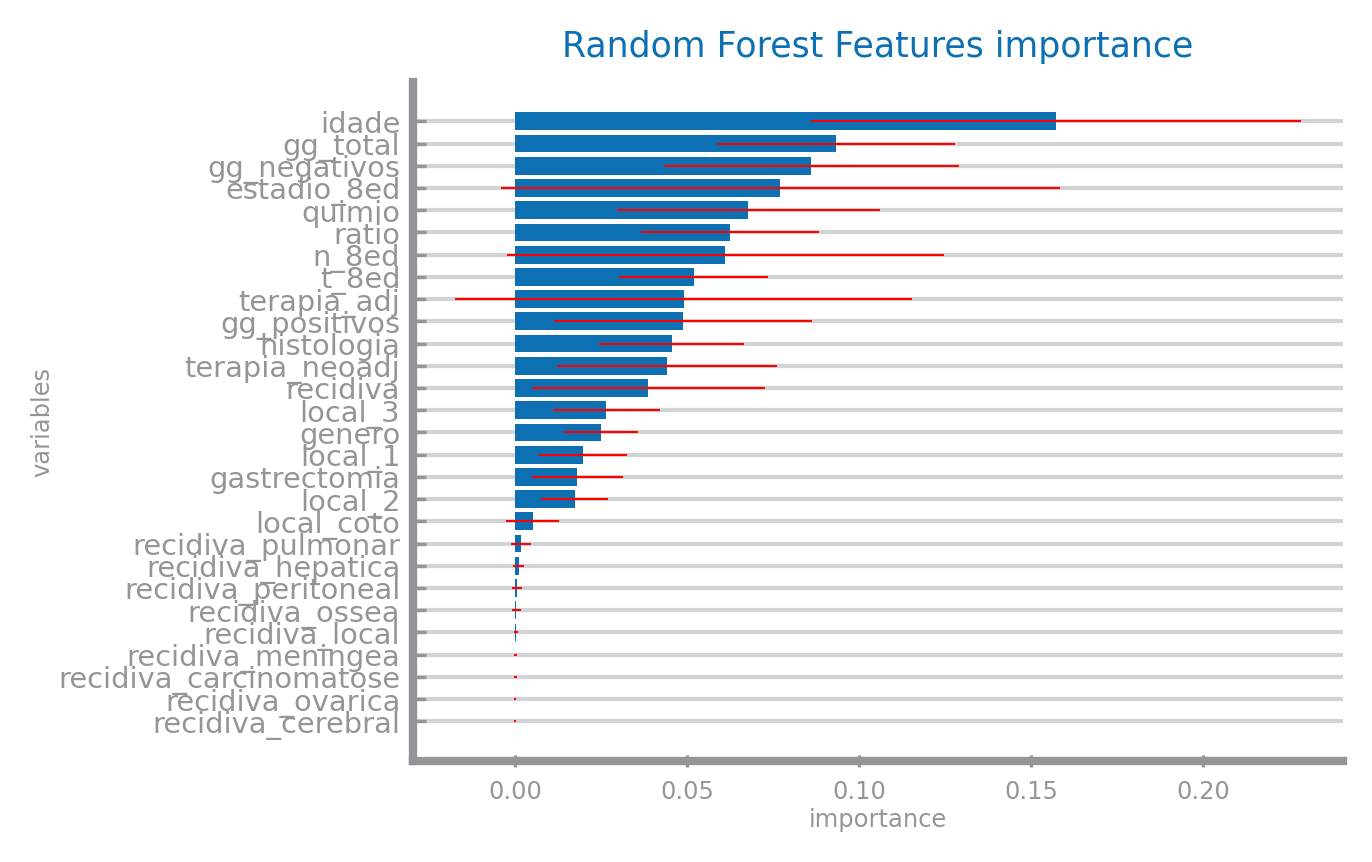 Random Forest Features importance
idade
gg_total
gg_negativos
estadio_8ed
quimio
ratio
n_8ed
t_8ed
terapia_adj
gg_positivos
histologia
terapia_neoadj
recidiva
local_3
genero
local_1
gastrectomia
local_2
local_coto
recidiva_pulmonar
recidiva_hepatica
recidiva_peritoneal
recidiva_ossea
recidiva_local
recidiva_meningea
recidiva_carcinomatose
recidiva_ovarica
recidiva_cerebral
variables
0.00 0.05 0.10 0.15 0.20
importance